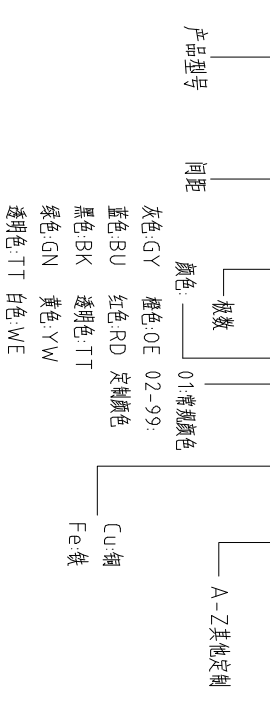 产品型号
间距
极数
颜色:
灰色:GY 橙色:OE
蓝色:BU 红色:RD
黑色:BK 透明色:TT
绿色:GN 黄色:YW
透明色:TT 白色:WE
01:常规颜色
02-99:
定制颜色
Cu:铜
Fe:铁
A-Z其他定制